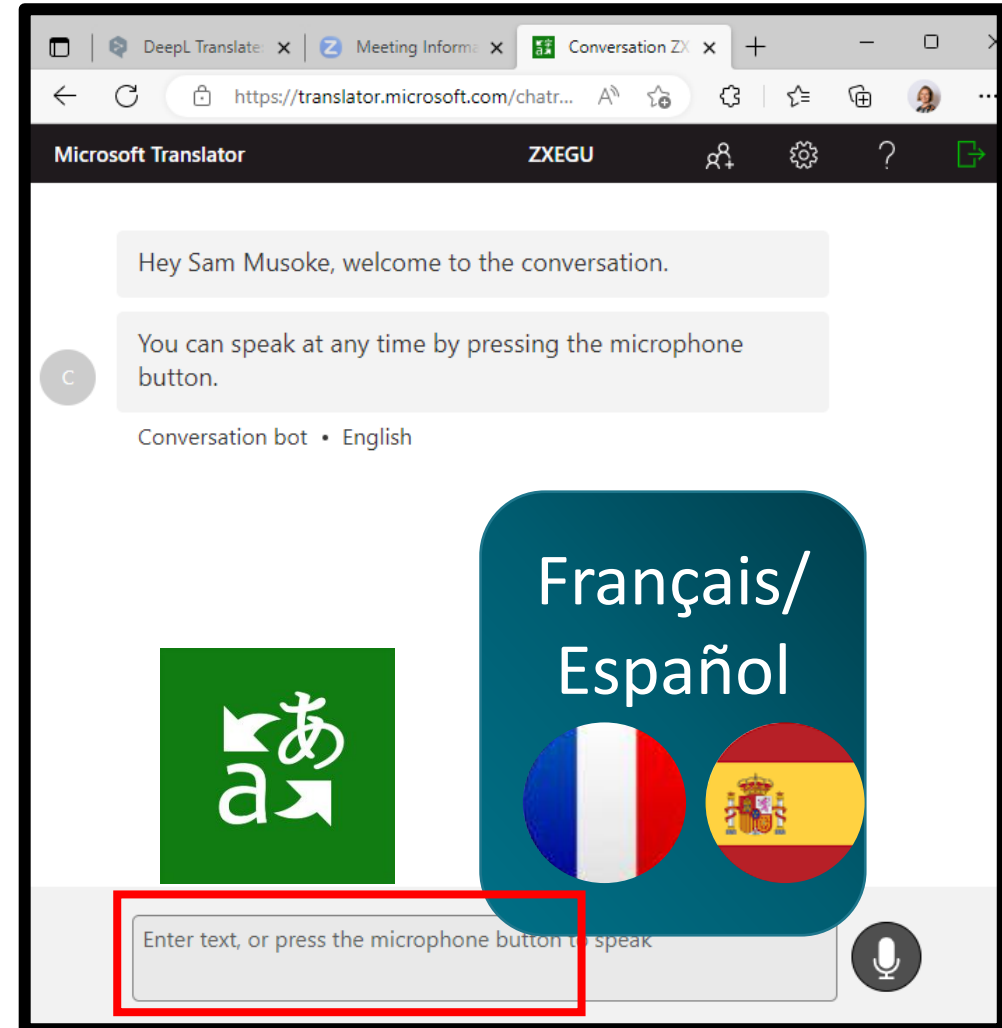 DeepL Translate
Meeting Informa
Conversation ZX
https://translator.microsoft.com/chatr...
Microsoft Translator
ZXEGU
Hey Sam Musoke, welcome to the conversation.
You can speak at any time by pressing the microphone
button.
C
Conversation bot • English
Français/
Español
あ
a
Enter text, or press the microphone button to speak